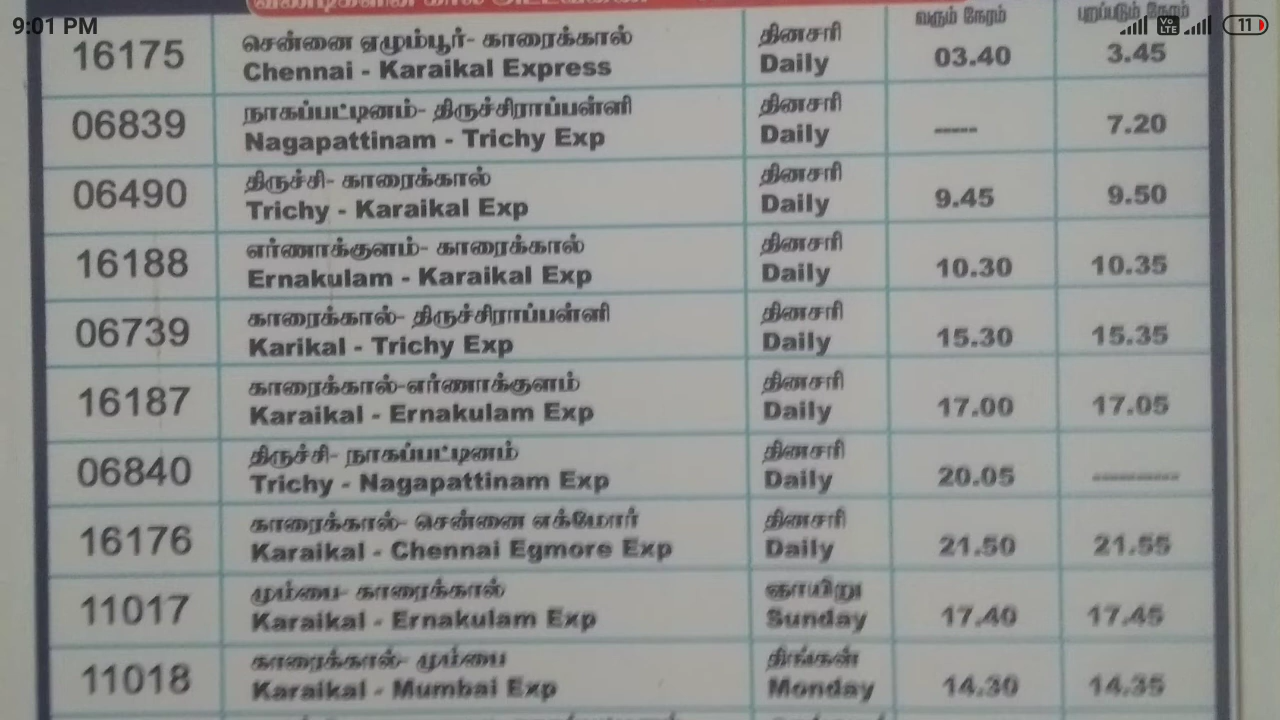 9:01 PM
வரும் நேரம் புறப்படும் நேரம்
Vo LTE 11
16175 சென்னை எழும்பூர்- காரைக்கால் தினசரி 03.40 3.45
Chennai - Karaikal Express Daily
06839 நாகப்பட்டினம்- திருச்சிராப்பள்ளி தினசரி ----- 7.20
Nagapattinam - Trichy Exp Daily
06490 திருச்சி- காரைக்கால் தினசரி 9.45 9.50
Trichy - Karaikal Exp Daily
16188 எர்ணாக்குளம்- காரைக்கால் தினசரி 10.30 10.35
Ernakulam - Karaikal Exp Daily
06739 காரைக்கால்- திருச்சிராப்பள்ளி தினசரி 15.30 15.35
Karikal - Trichy Exp Daily
16187 காரைக்கால்-எர்ணாக்குளம் தினசரி 17.00 17.05
Karaikal - Ernakulam Exp Daily
06840 திருச்சி- நாகப்பட்டினம் தினசரி 20.05 ----------
Trichy - Nagapattinam Exp Daily
16176 காரைக்கால்- சென்னை எக்மோர் தினசரி 21.50 21.55
Karaikal - Chennai Egmore Exp Daily
11017 மும்பை- காரைக்கால் ஞாயிறு 17.40 17.45
Karaikal - Ernakulam Exp Sunday
11018 காரைக்கால்- மும்பை திங்கள் 14.30 14.35
Karaikal - Mumbai Exp Monday